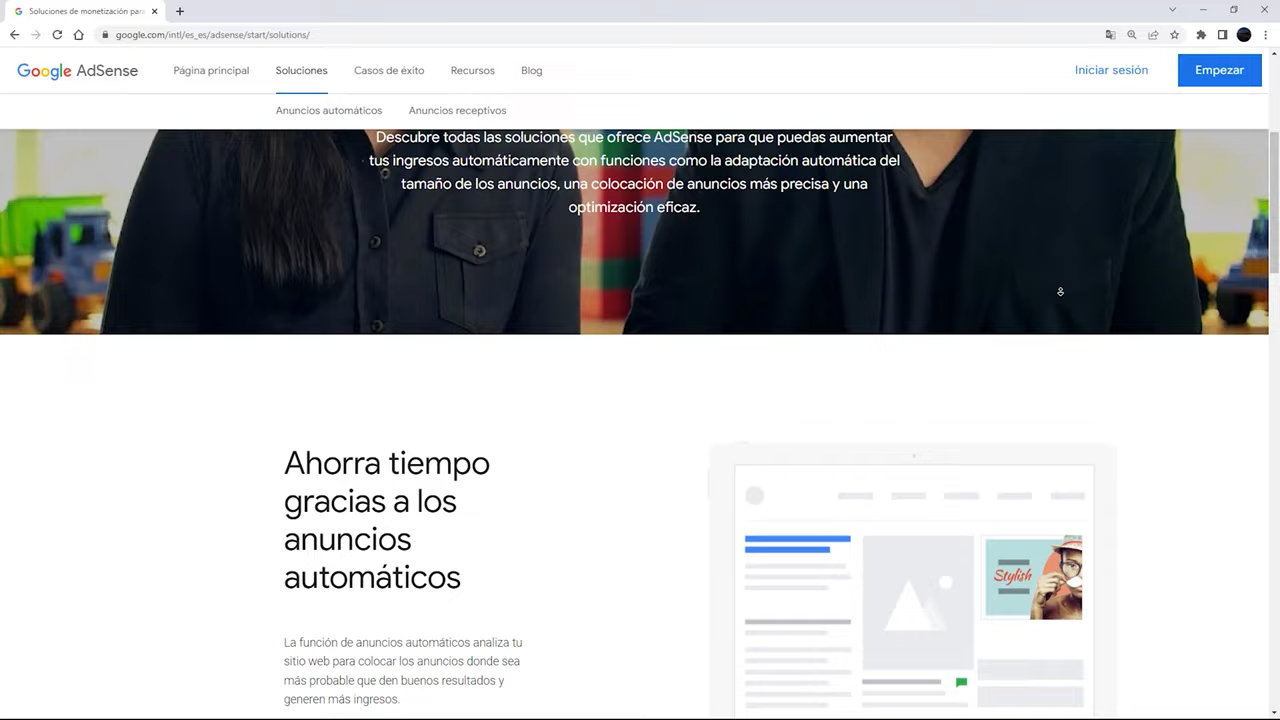 Soluciones de monetización para
google.com/intl/es_es/adsense/start/solutions/
Google AdSense
Página principal
Soluciones
Casos de éxito
Recursos
Blog
Iniciar sesión
Empezar
Anuncios automáticos
Anuncios receptivos
Descubre todas las soluciones que ofrece AdSense para que puedas aumentar
tus ingresos automáticamente con funciones como la adaptación automática del
tamaño de los anuncios, una colocación de anuncios más precisa y una
optimización eficaz.
Ahorra tiempo
gracias a los
anuncios
automáticos
Stylish
La función de anuncios automáticos analiza tu
sitio web para colocar los anuncios donde sea
más probable que den buenos resultados y
generen más ingresos.